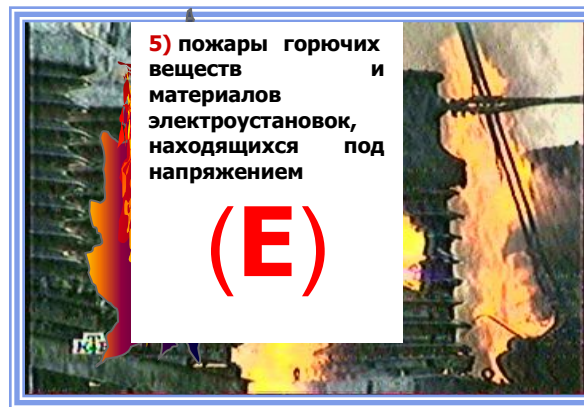 5) пожары горючих
веществ и
материалов
электроустановок,
находящихся под
напряжением
(Е)